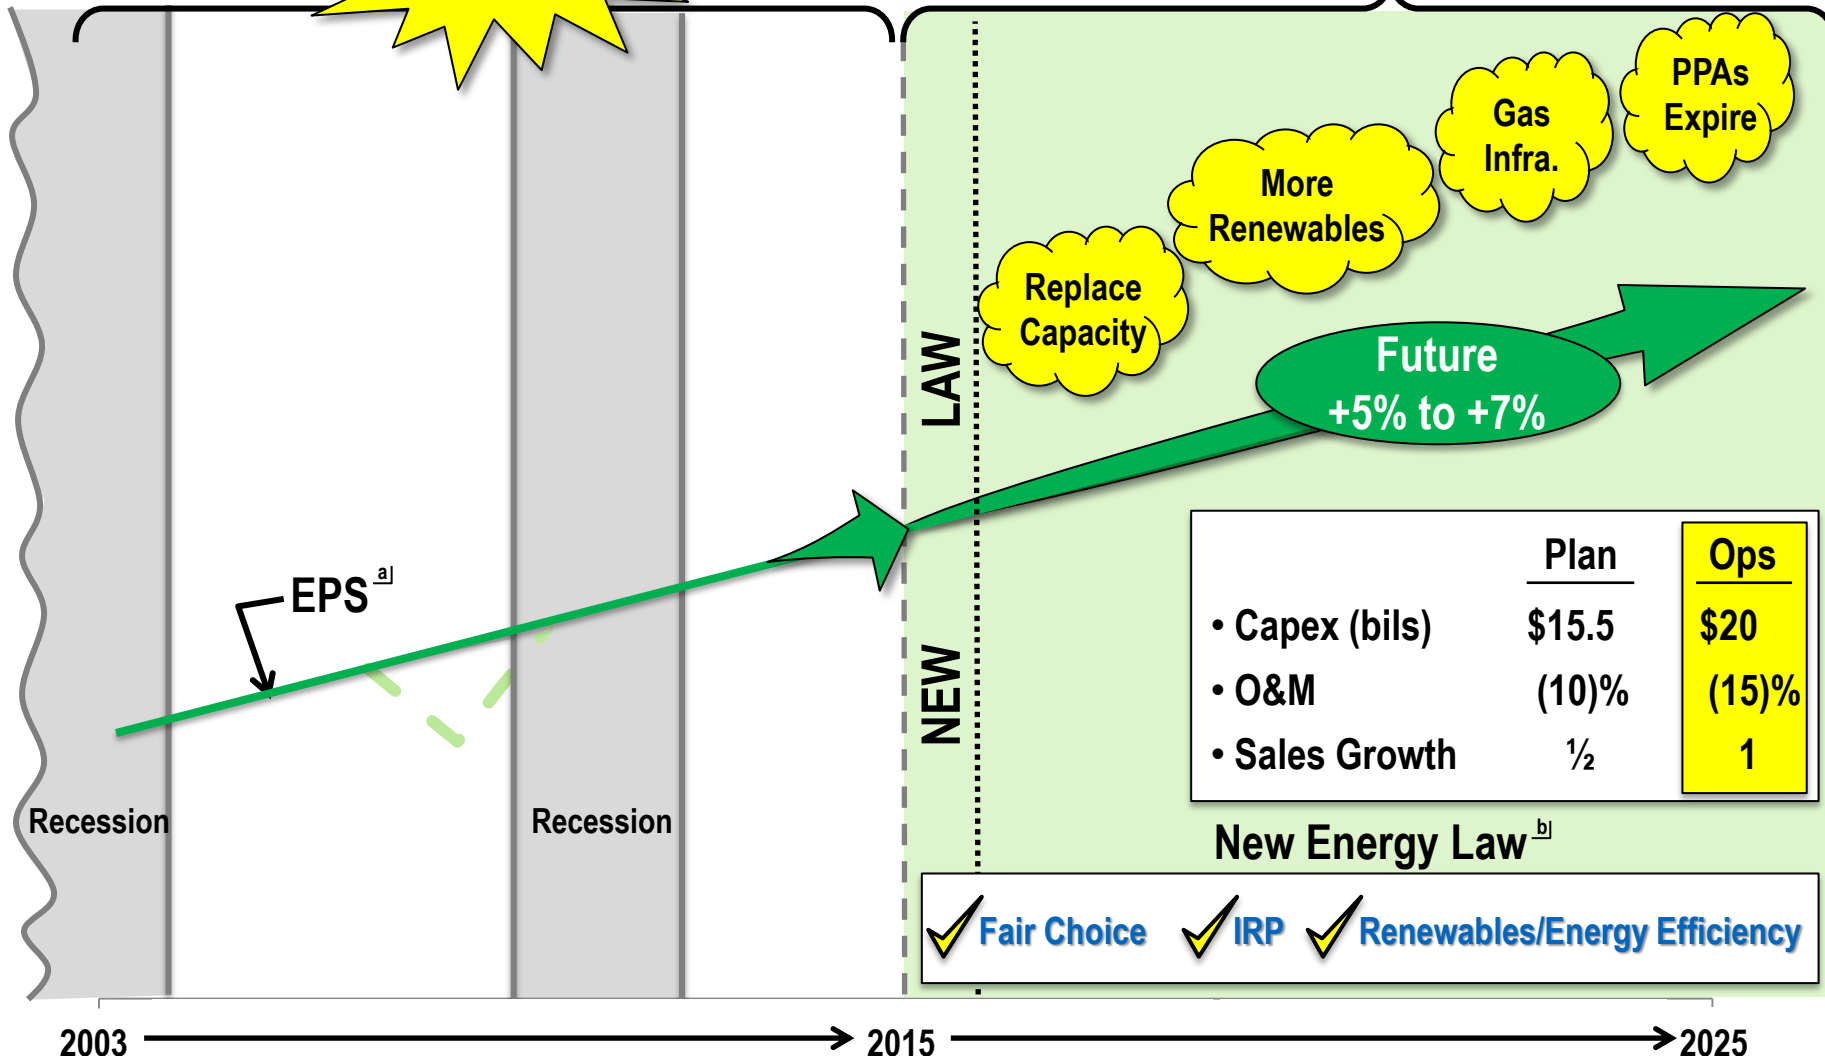 PPAs
Expire
Gas
Infra.
More
Renewables
Replace
Capacity
NEW LAW
Future
+5% to +7%
EPS a
Plan Ops
• Capex (bils) $15.5 $20
• O&M (10)% (15)%
• Sales Growth ½ 1
Recession
Recession
New Energy Law b
Fair Choice IRP Renewables/Energy Efficiency
2003 2015 2025